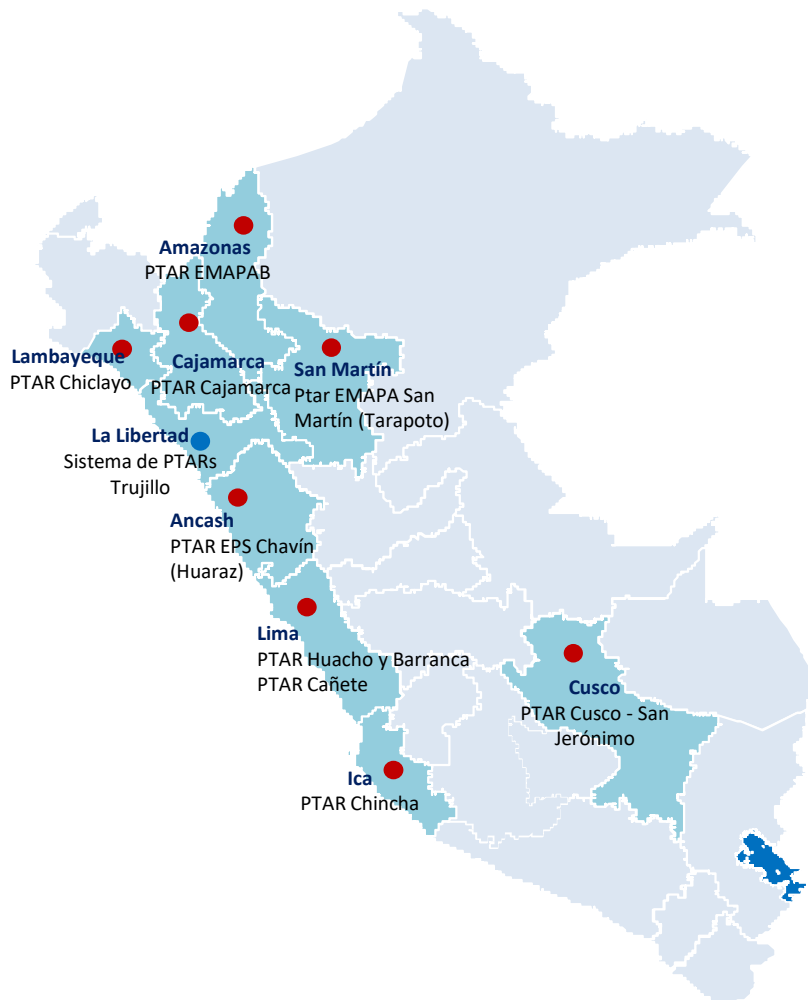 Amazonas
PTAR EMAPAB
Lambayeque
PTAR Chiclayo
Cajamarca
PTAR Cajamarca
San Martín
Ptar EMAPA San
Martín (Tarapoto)
La Libertad
Sistema de PTARs
Trujillo
Ancash
PTAR EPS Chavín
(Huaraz)
Lima
PTAR Huacho y Barranca
PTAR Cañete
Cusco
PTAR Cusco - San
Jerónimo
Ica
PTAR Chincha